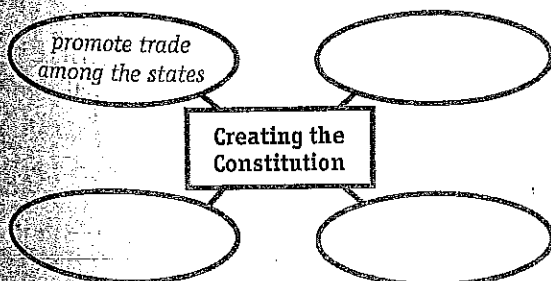 promote trade
among the states
Creating the
Constitution